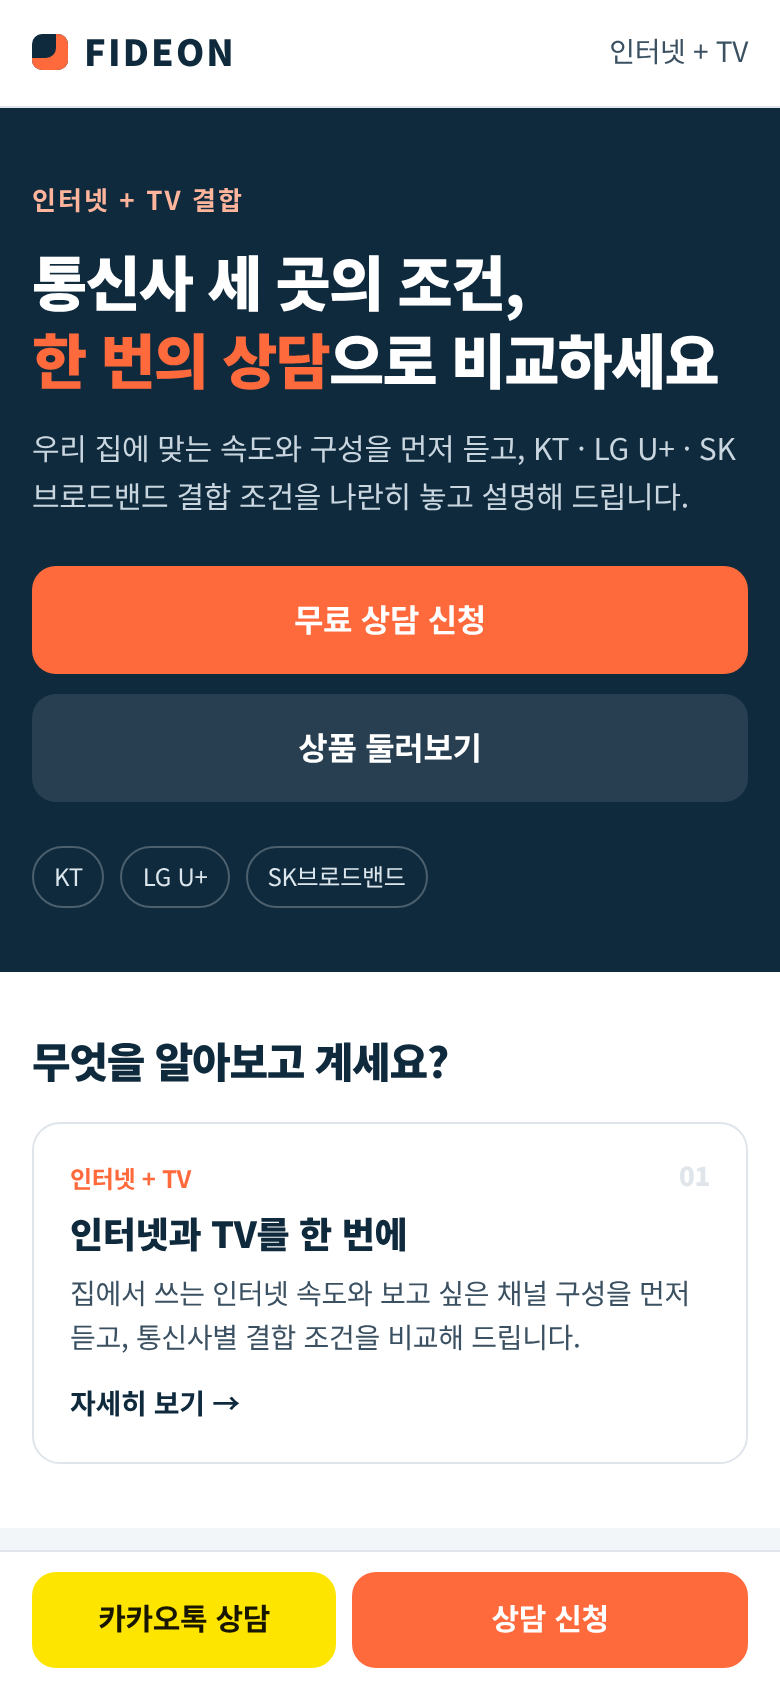 FIDEON
인터넷 + TV
인터넷 + TV 결합
통신사 세 곳의 조건,
한 번의 상담으로 비교하세요
우리 집에 맞는 속도와 구성을 먼저 듣고, KT · LG U+ · SK
브로드밴드 결합 조건을 나란히 놓고 설명해 드립니다.
무료 상담 신청
상품 둘러보기
KT
LG U+
SK브로드밴드
무엇을 알아보고 계세요?
인터넷 + TV
01
인터넷과 TV를 한 번에
집에서 쓰는 인터넷 속도와 보고 싶은 채널 구성을 먼저
듣고, 통신사별 결합 조건을 비교해 드립니다.
자세히 보기 →
카카오톡 상담
상담 신청